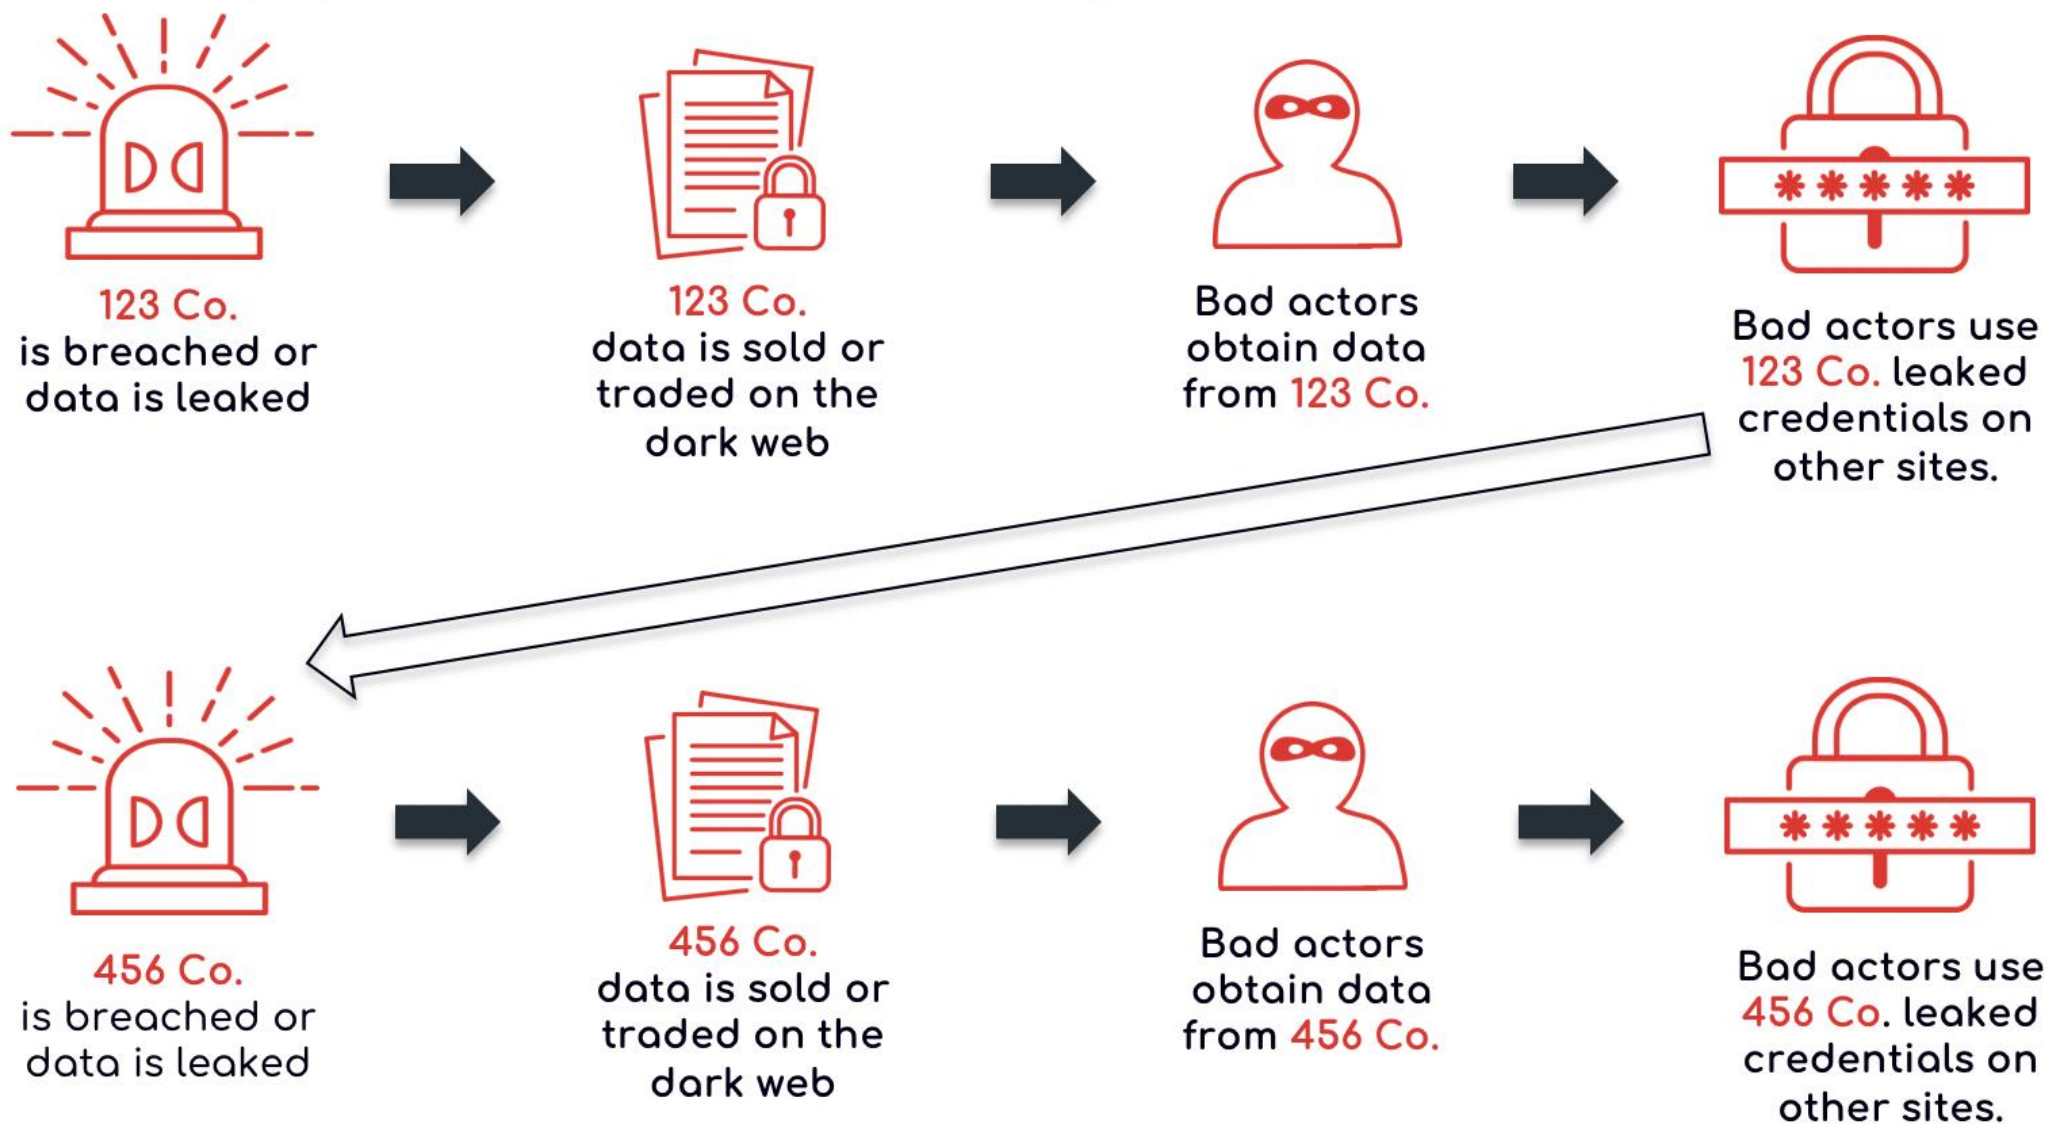 123 Co.
is breached or
data is leaked
123 Co.
data is sold or
traded on the
dark web
Bad actors
obtain data
from 123 Co.
*****
Bad actors use
123 Co. leaked
credentials on
other sites.
456 Co.
is breached or
data is leaked
456 Co.
data is sold or
traded on the
dark web
Bad actors
obtain data
from 456 Co.
*****
Bad actors use
456 Co. leaked
credentials on
other sites.